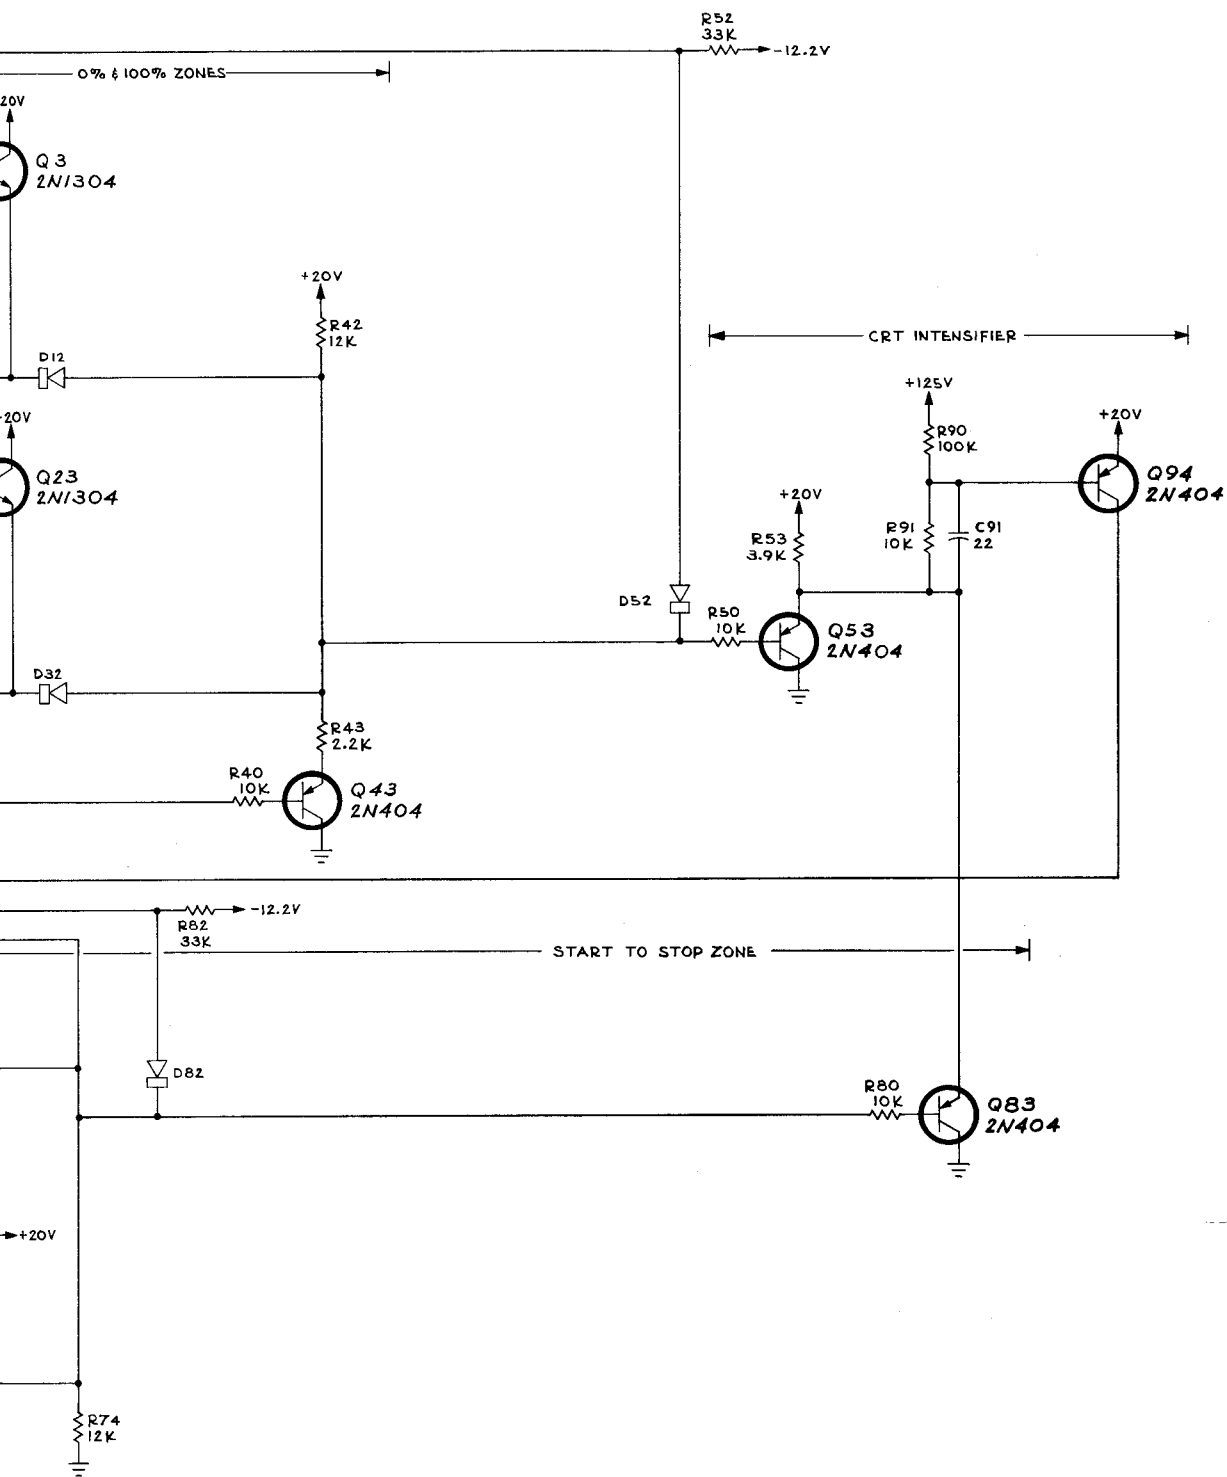 R52
33K
-12.2V
0% & 100% ZONES
20V
Q3
2N1304
+20V
R42
12K
D12
CRT INTENSIFIER
+125V
R90
100K
+20V
Q94
2N404
-20V
Q23
2N1304
+20V
R53
3.9K
R91
10K
C91
22
D52
R50
10K
Q53
2N404
D32
R43
2.2K
R40
10K
Q43
2N404
R82
33K
-12.2V
START TO STOP ZONE
D82
R80
10K
Q83
2N404
+20V
R74
12K